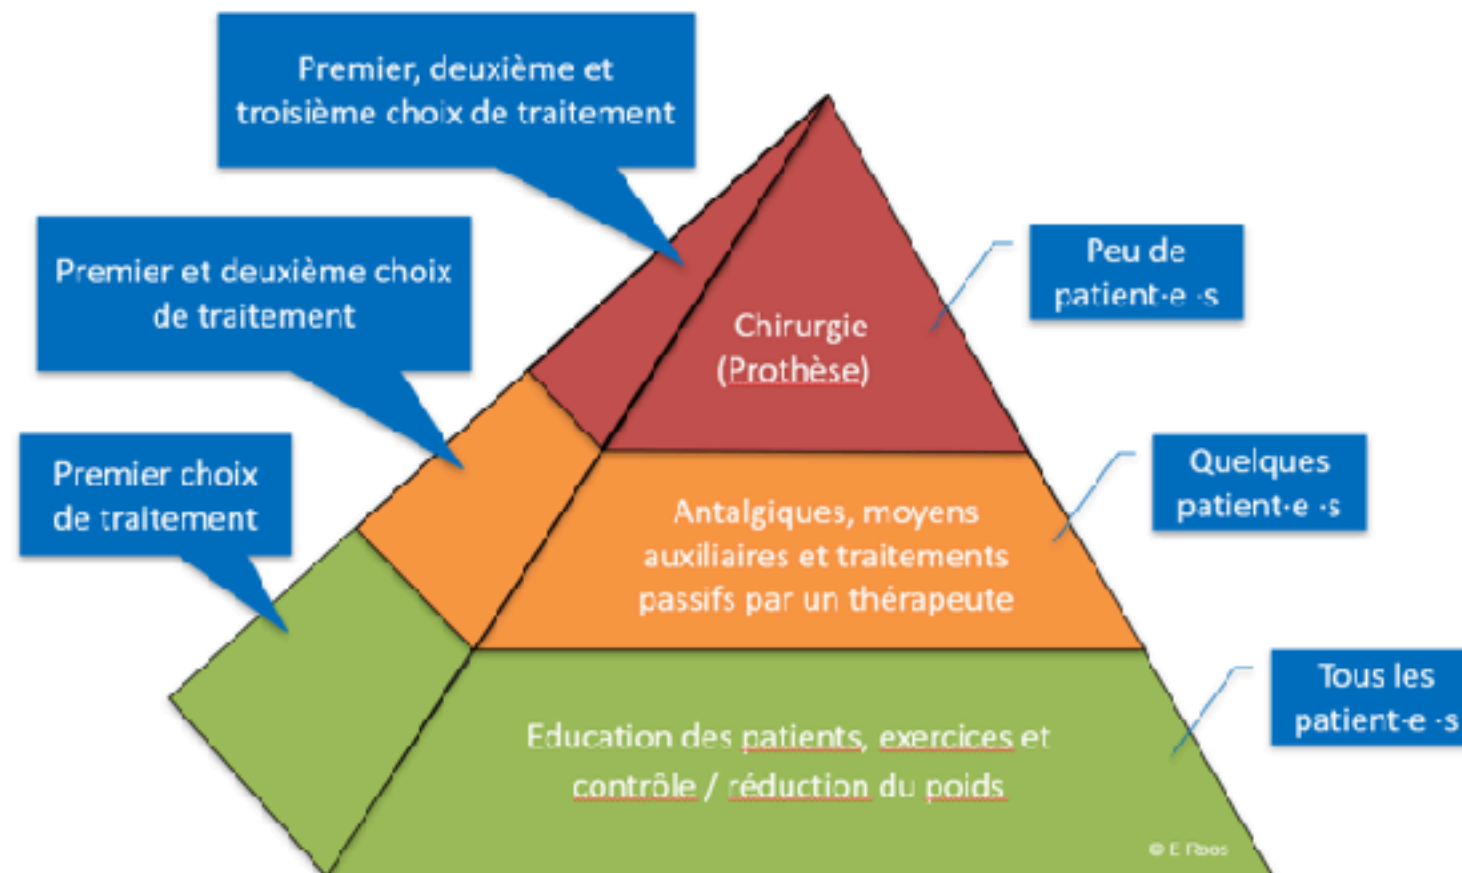 Premier, deuxième et
troisième choix de traitement
Premier et deuxième choix
de traitement
Premier choix
de traitement
Chirurgie
(Prothèse)
Antalgiques, moyens
auxiliaires et traitements
passifs par un thérapeute
Education des patients, exercices et
contrôle / réduction du poids
Peu de
patient·e ·s
Quelques
patient·e ·s
Tous les
patient·e ·s
© E Roos